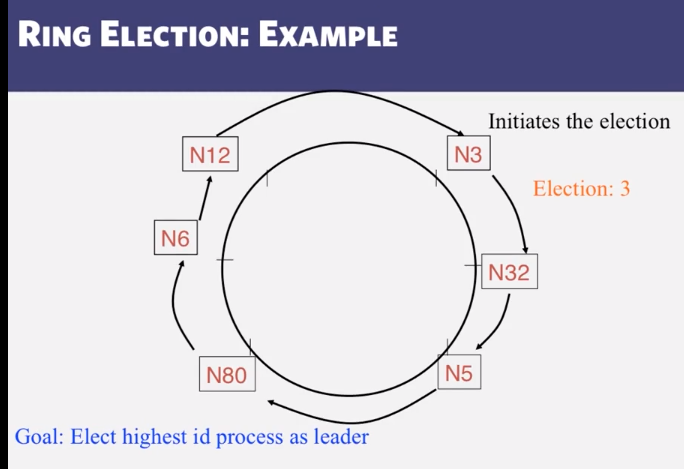 RING ELECTION: EXAMPLE
Initiates the election
N12
N3
Election: 3
N6
N32
N80
N5
Goal: Elect highest id process as leader